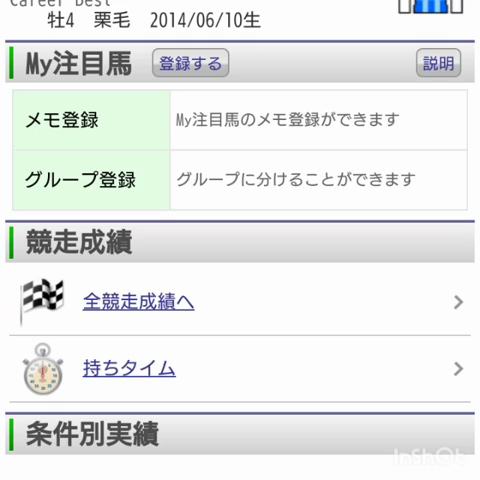 Career Best
牡4 栗毛 2014/06/10生
My注目馬 登録する 説明
メモ登録 My注目馬のメモ登録ができます
グループ登録 グループに分けることができます
競走成績
全競走成績へ
持ちタイム
条件別実績
InShOt